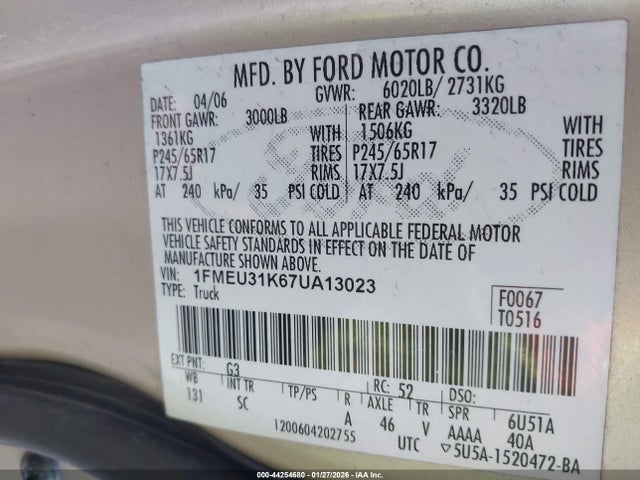 MFD. BY FORD MOTOR CO.
DATE: 04/06 GVWR: 6020LB/ 2731KG
FRONT GAWR: 3000LB REAR GAWR: 3320LB
1361KG WITH 1506KG WITH
P245/65R17 TIRES P245/65R17 TIRES
17X7.5J RIMS 17X7.5J RIMS
AT 240 kPa/ 35 PSI COLD AT 240 kPa/ 35 PSI COLD
THIS VEHICLE CONFORMS TO ALL APPLICABLE FEDERAL MOTOR
VEHICLE SAFETY STANDARDS IN EFFECT ON THE DATE OF
MANUFACTURE SHOWN ABOVE.
VIN: 1FMEU31K67UA13023
TYPE: Truck
F0067
T0516
EXT PNT: G3 RC: 52 DSO:
WB INT TR TP/PS R AXLE TR SPR 6U51A
131 SC A 46 V AAAA 40A
1200604202755 UTC ▽5U5A-1520472-BA
000-44254680 - 01/27/2026 - IAAI Holdings, LLC